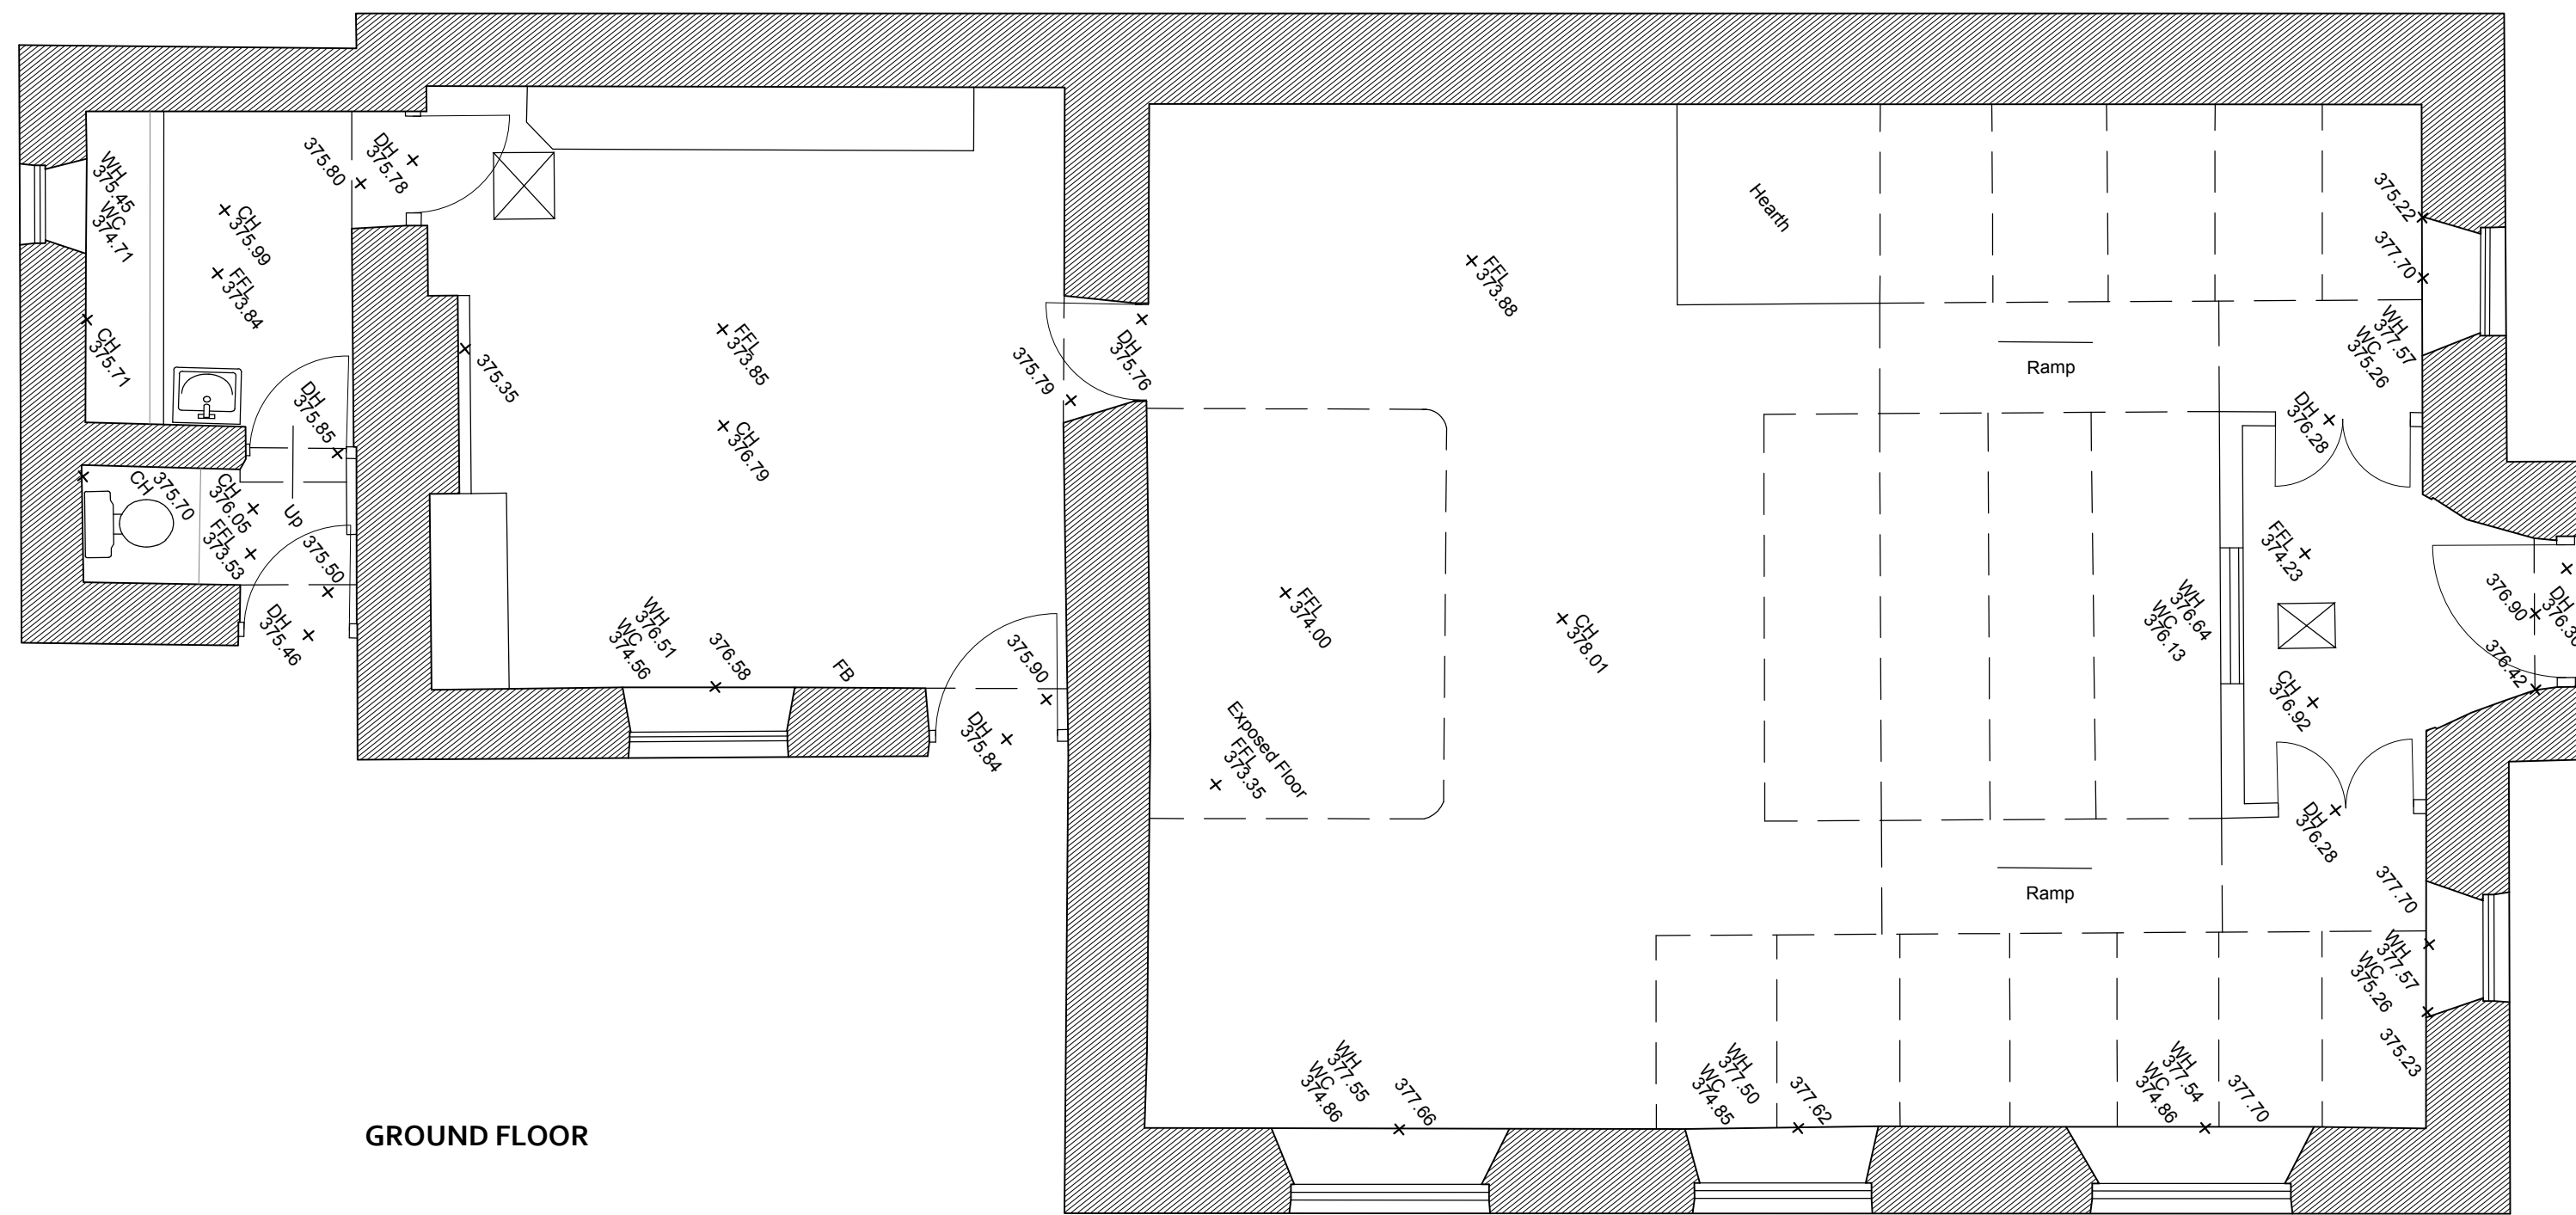 WH
375.45
WC
374.71
CH
375.99
FFL
373.84
CH
375.71
375.80
DH
375.78
DH
375.85
CH
375.70
CH
376.05
FFL
373.53
Up
375.50
DH
375.46
375.35
FFL
373.85
CH
376.79
WH
376.51
WC
374.56
376.58
FB
375.90
DH
375.84
375.79
DH
375.76
FFL
373.88
Hearth
FFL
374.00
CH
378.01
Exposed Floor
FFL
373.35
Ramp
Ramp
375.22
377.70
WH
377.57
WC
375.26
DH
376.28
FFL
374.23
WH
376.64
WC
376.13
CH
376.92
376.90
DH
376.42
DH
376.28
377.70
WH
377.57
WC
375.26
375.23
WH
377.55
WC
374.86
377.66
WH
377.50
WC
374.85
377.62
WH
377.54
WC
374.86
377.70
GROUND FLOOR